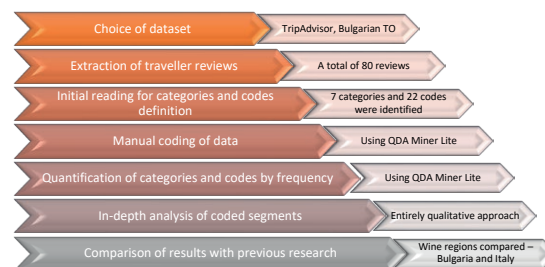 Choice of dataset
TripAdvisor, Bulgarian TO
Extraction of traveller reviews
A total of 80 reviews
Initial reading for categories and codes
definition
7 categories and 22 codes
were identified
Manual coding of data
Using QDA Miner Lite
Quantification of categories and codes by frequency
Using QDA Miner Lite
In-depth analysis of coded segments
Entirely qualitative approach
Comparison of results with previous research
Wine regions compared –
Bulgaria and Italy